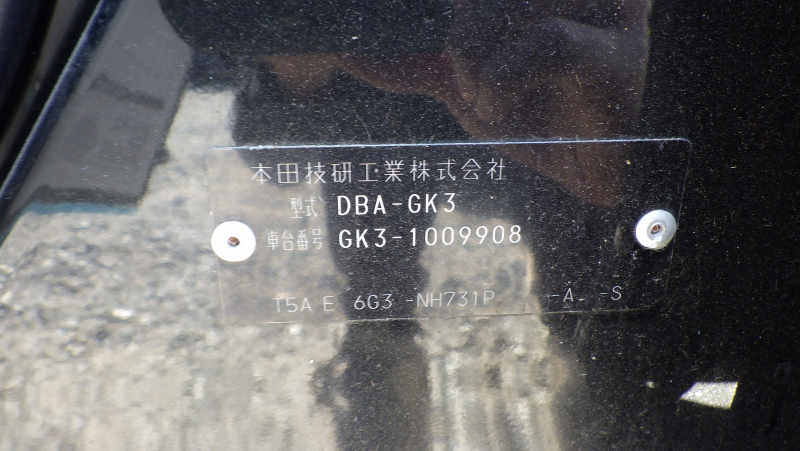 本田技研工業株式会社
型式 DBA-GK3
車台番号 GK3-1009908
T5A E 6G3 -NH731P -A- -S